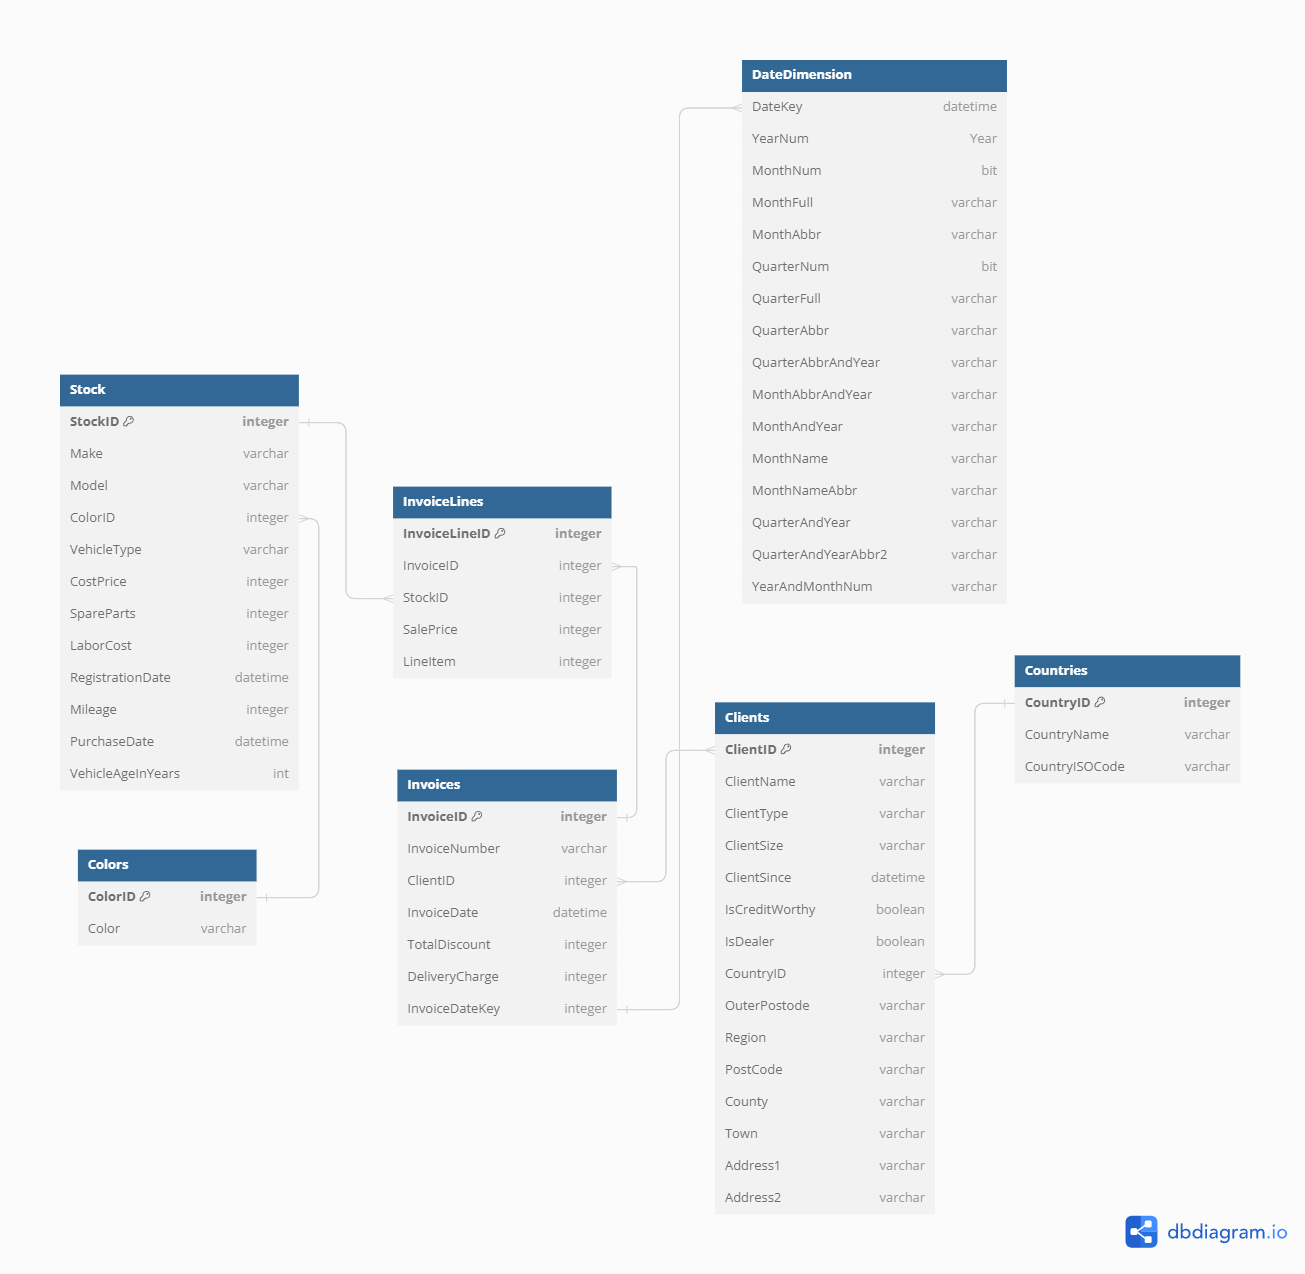 DateDimension
DateKey datetime
YearNum Year
MonthNum bit
MonthFull varchar
MonthAbbr varchar
QuarterNum bit
QuarterFull varchar
QuarterAbbr varchar
QuarterAbbrAndYear varchar
MonthAbbrAndYear varchar
MonthAndYear varchar
MonthName varchar
MonthNameAbbr varchar
QuarterAndYear varchar
QuarterAndYearAbbr2 varchar
YearAndMonthNum varchar
Stock
StockID integer
Make varchar
Model varchar
ColorID integer
VehicleType varchar
CostPrice integer
SpareParts integer
LaborCost integer
RegistrationDate datetime
Mileage integer
PurchaseDate datetime
VehicleAgeInYears int
InvoiceLines
InvoiceLineID integer
InvoiceID integer
StockID integer
SalePrice integer
LineItem integer
Countries
CountryID integer
CountryName varchar
CountryISOCode varchar
Clients
ClientID integer
ClientName varchar
ClientType varchar
ClientSize varchar
ClientSince datetime
IsCreditWorthy boolean
IsDealer boolean
CountryID integer
OuterPostode varchar
Region varchar
PostCode varchar
County varchar
Town varchar
Address1 varchar
Address2 varchar
Invoices
InvoiceID integer
InvoiceNumber varchar
ClientID integer
InvoiceDate datetime
TotalDiscount integer
DeliveryCharge integer
InvoiceDateKey integer
Colors
ColorID integer
Color varchar
dbdiagram.io